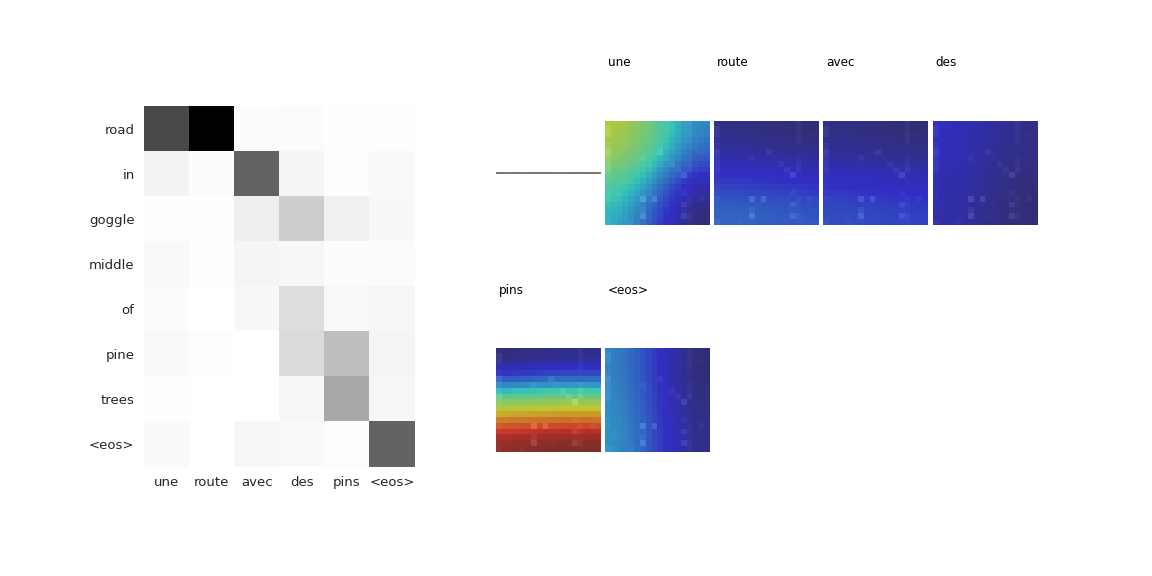 road
in
goggle
middle
of
pine
trees
<eos>
une route avec des pins <eos>
une route avec des
pins <eos>